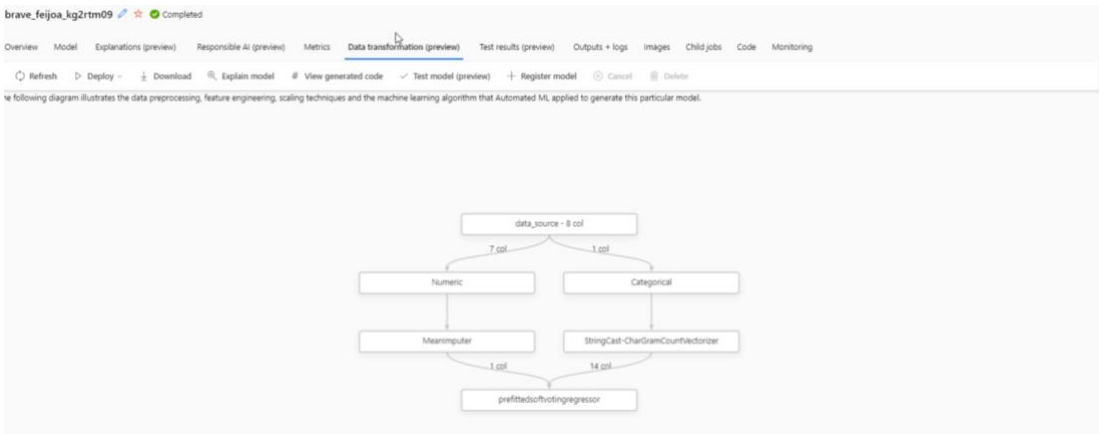 brave_feijoa_kg2rtm09 Completed
Overview Model Explanations (preview) Responsible AI (preview) Metrics Data transformation (preview) Test results (preview) Outputs + logs Images Child jobs Code Monitoring
Refresh Deploy Download Explain model View generated code Test model (preview) Register model Cancel Delete
he following diagram illustrates the data preprocessing, feature engineering, scaling techniques and the machine learning algorithm that Automated ML applied to generate this particular model.
data_source - 8 col
7 col 1 col
Numeric Categorical
MeanImputer StringCast-CharGramCountVectorizer
1 col 14 col
prefittedsoftvotingregressor